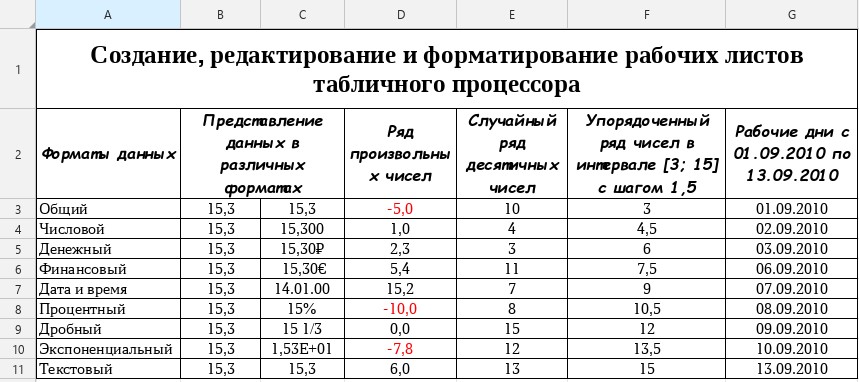 A B C D E F G
1 Создание, редактирование и форматирование рабочих листов
табличного процессора
2 Форматы данных
Представление
данных в
различных
форматах
Ряд
произвольны
х чисел
Случайный
ряд
десятичных
чисел
Упорядоченный
ряд чисел в
интервале [3; 15]
с шагом 1,5
Рабочие дни с
01.09.2010 по
13.09.2010
3 Общий 15,3 15,3 -5,0 10 3 01.09.2010
4 Числовой 15,3 15,300 1,0 4 4,5 02.09.2010
5 Денежный 15,3 15,30₽ 2,3 3 6 03.09.2010
6 Финансовый 15,3 15,30€ 5,4 11 7,5 06.09.2010
7 Дата и время 15,3 14.01.00 15,2 7 9 07.09.2010
8 Процентный 15,3 15% -10,0 8 10,5 08.09.2010
9 Дробный 15,3 15 1/3 0,0 15 12 09.09.2010
10 Экспоненциальный 15,3 1,53E+01 -7,8 12 13,5 10.09.2010
11 Текстовый 15,3 15,3 6,0 13 15 13.09.2010